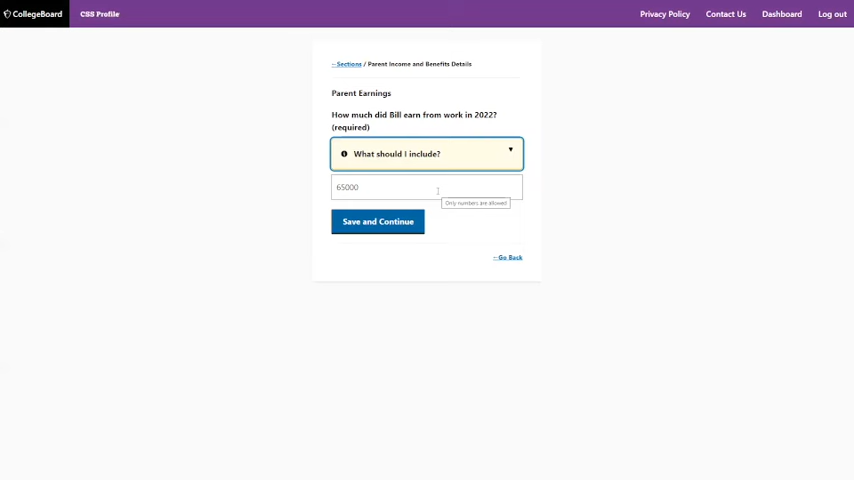 CollegeBoard CSS Profile Privacy Policy Contact Us Dashboard Log out
←Sections / Parent Income and Benefits Details
Parent Earnings
How much did Bill earn from work in 2022?
(required)
What should I include?
65000
Only numbers are allowed
Save and Continue
←Go Back